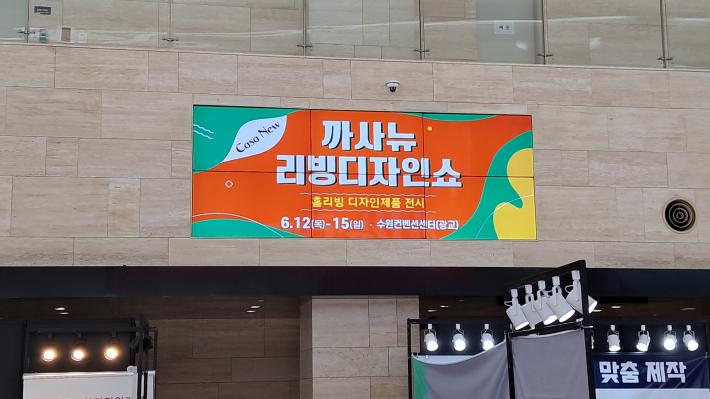 Casa New
까사뉴
리빙디자인쇼
홈리빙 디자인제품 전시
6.12(목)-15(일) · 수원컨벤션센터(광교)
맞춤 제작